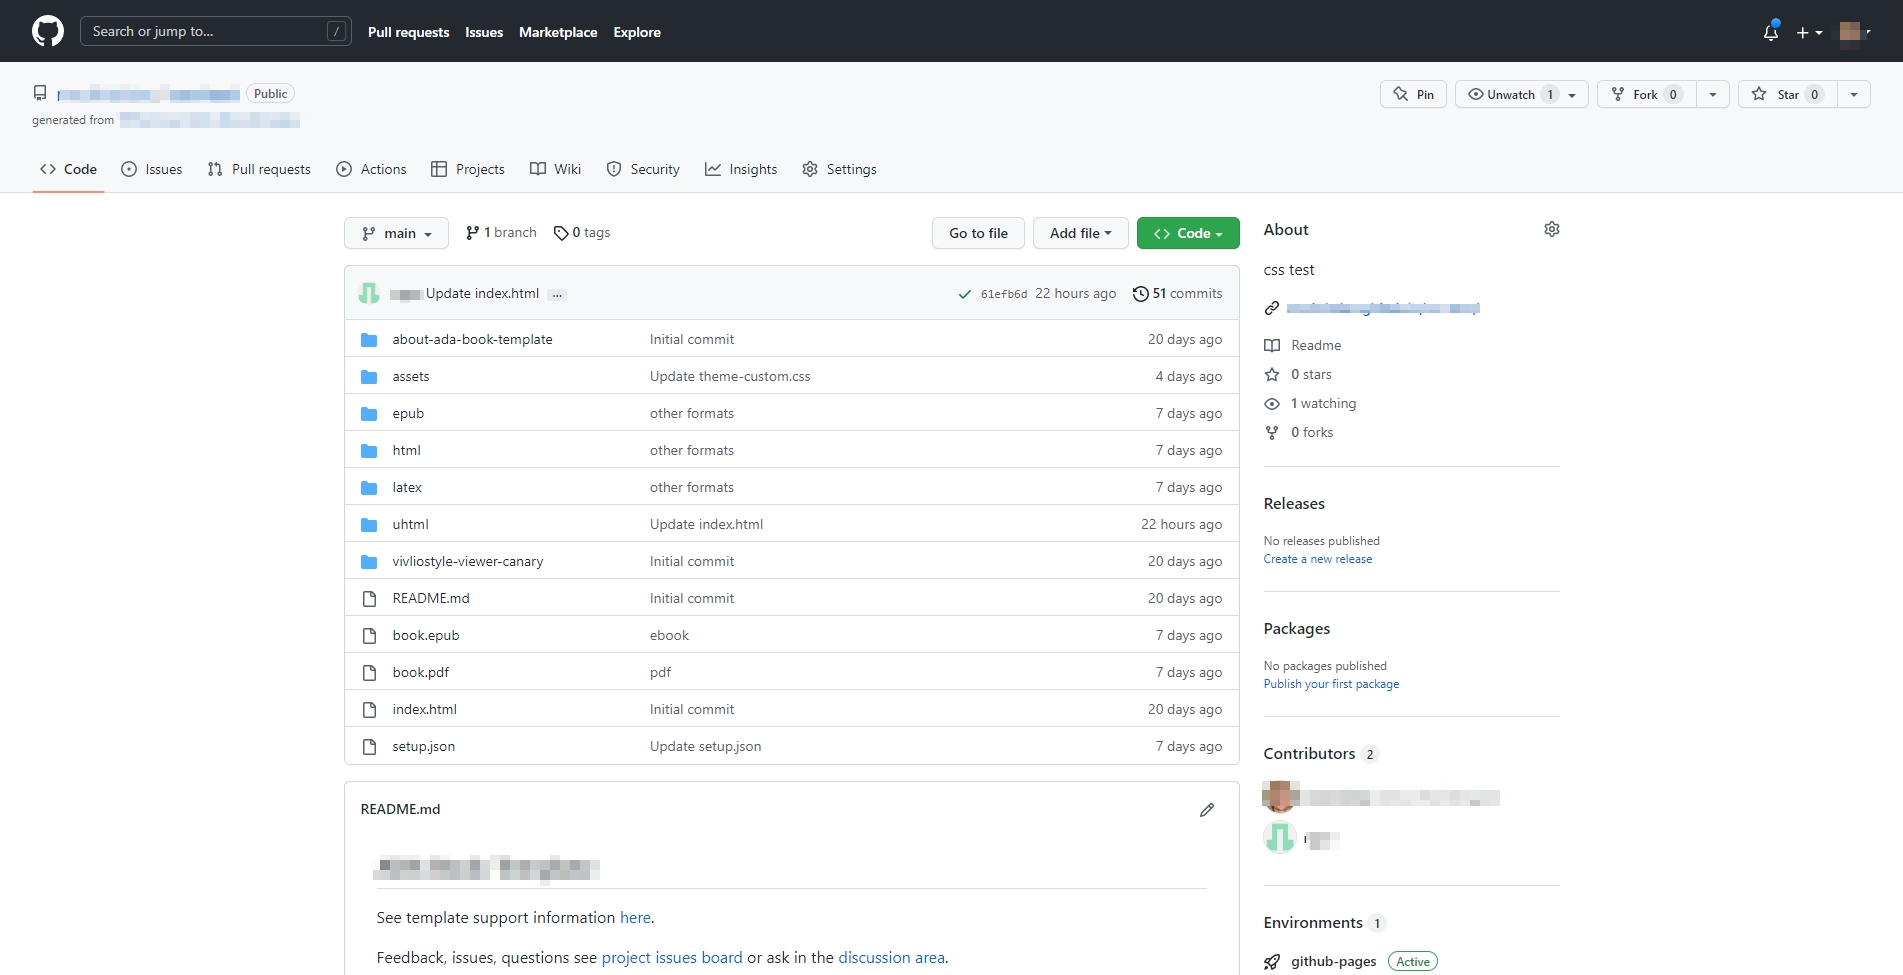 Search or jump to... /
Pull requests Issues Marketplace Explore
Public
Pin Unwatch 1 Fork 0 Star 0
generated from
Code Issues Pull requests Actions Projects Wiki Security Insights Settings
main 1 branch 0 tags
Go to file Add file Code
Update index.html ...
61efb6d 22 hours ago 51 commits
about-ada-book-template Initial commit 20 days ago
assets Update theme-custom.css 4 days ago
epub other formats 7 days ago
html other formats 7 days ago
latex other formats 7 days ago
uhtml Update index.html 22 hours ago
vivliostyle-viewer-canary Initial commit 20 days ago
README.md Initial commit 20 days ago
book.epub ebook 7 days ago
book.pdf pdf 7 days ago
index.html Initial commit 20 days ago
setup.json Update setup.json 7 days ago
README.md
See template support information here.
Feedback, issues, questions see project issues board or ask in the discussion area.
About
css test
Readme
0 stars
1 watching
0 forks
Releases
No releases published
Create a new release
Packages
No packages published
Publish your first package
Contributors 2
Environments 1
github-pages Active